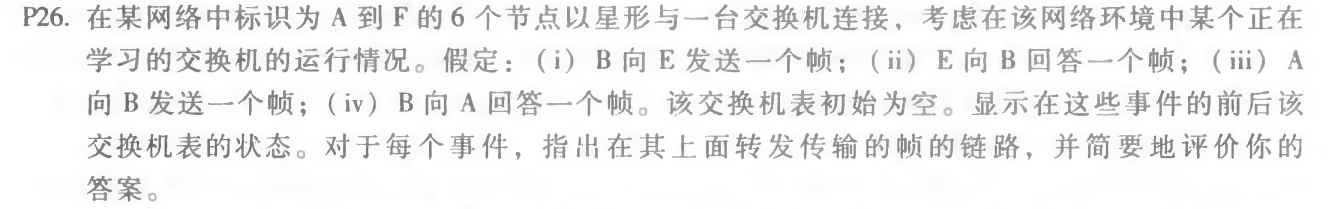 P26. 在某网络中标识为 A 到 F 的 6 个节点以星形与一台交换机连接，考虑在该网络环境中某个正在
学习的交换机的运行情况。假定：(i) B 向 E 发送一个帧；(ii) E 向 B 回答一个帧；(iii) A
向 B 发送一个帧；(iv) B 向 A 回答一个帧。该交换机表初始为空。显示在这些事件的前后该
交换机表的状态。对于每个事件，指出在其上面转发传输的帧的链路，并简要地评价你的
答案。